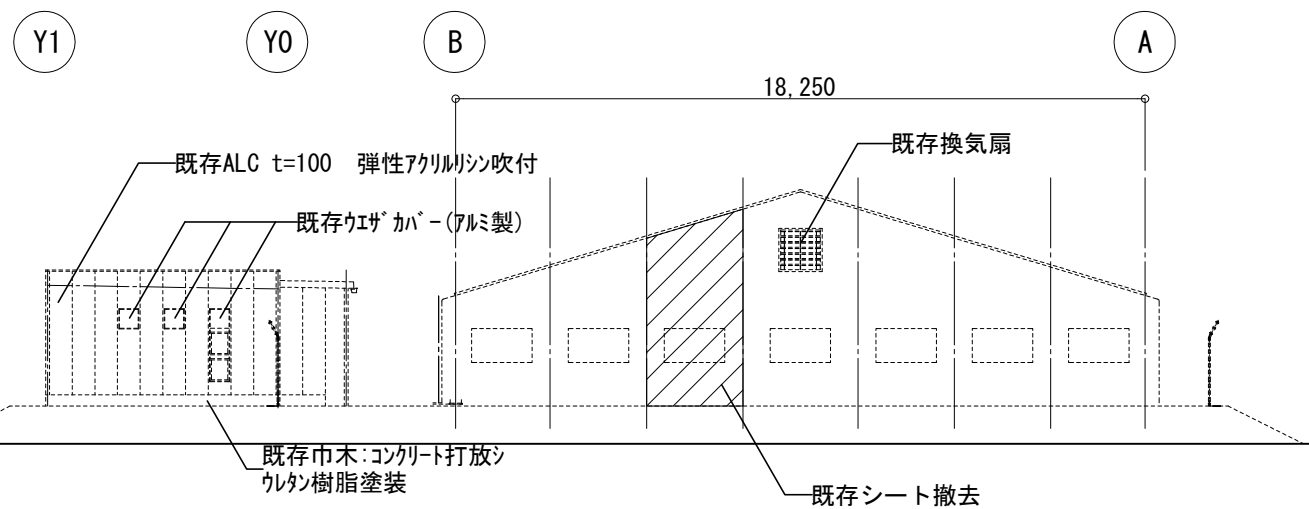 Y1
Y0
B
A
18,250
既存換気扇
既存ALC t=100 弾性アクリルリシン吹付
既存ウエザカバー(アルミ製)
既存巾木:コンクリート打放シ
ウレタン樹脂塗装
既存シート撤去